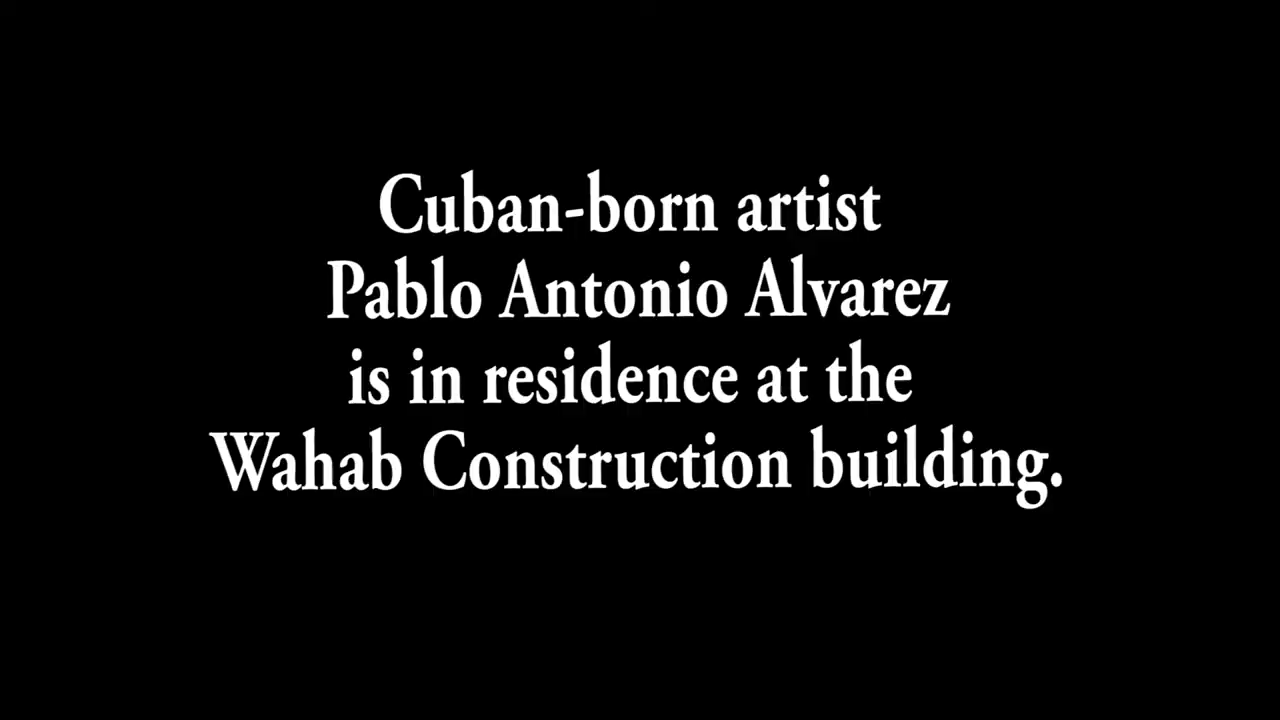 Cuban-born artist
Pablo Antonio Alvarez
is in residence at the
Wahab Construction building.